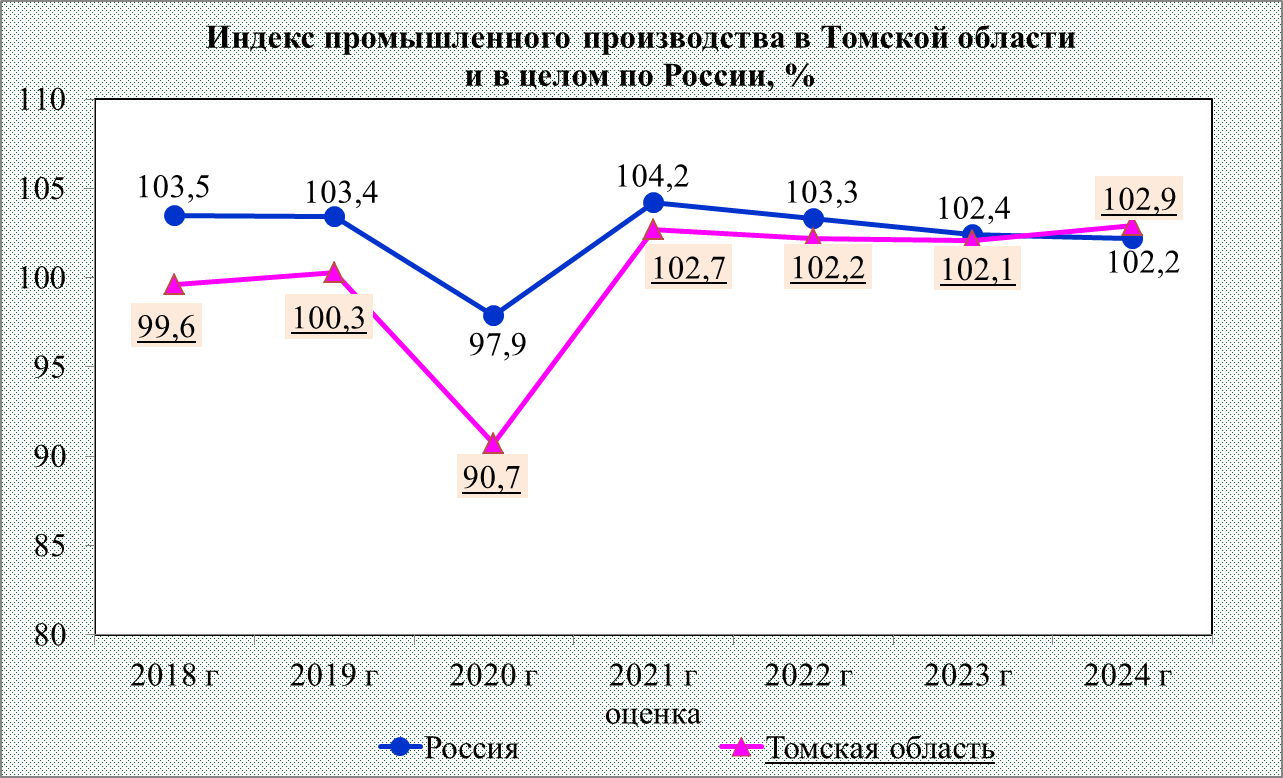 Индекс промышленного производства в Томской области
и в целом по России, %
110
105
100
95
90
85
80
103,5
103,4
97,9
104,2
103,3
102,4
102,2
99,6
100,3
90,7
102,7
102,2
102,1
102,9
2018 г
2019 г
2020 г
2021 г
оценка
2022 г
2023 г
2024 г
Россия
Томская область